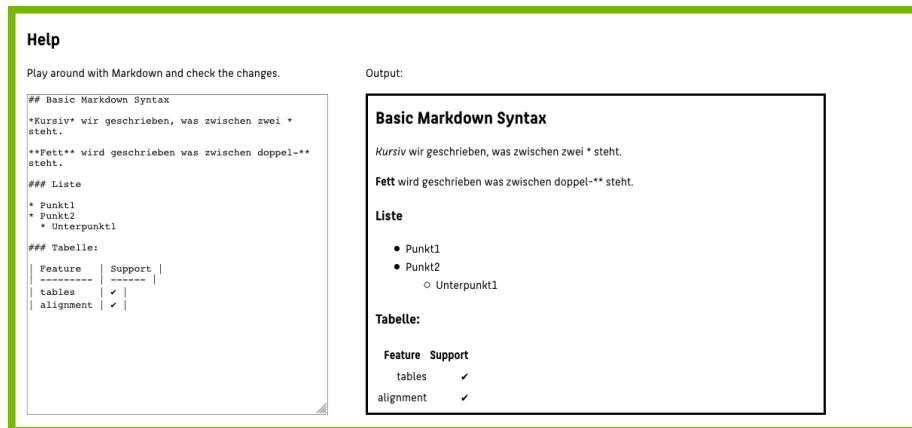 Help
Play around with Markdown and check the changes.
## Basic Markdown Syntax
*Kursiv* wir geschrieben, was zwischen zwei *
steht.
**Fett** wird geschrieben was zwischen doppel-**
steht.
### Liste
* Punkt1
* Punkt2
  * Unterpunkt1
### Tabelle:
| Feature   | Support |
| --------- | ------ |
| tables    | ✔ |
| alignment | ✔ |
Output:
Basic Markdown Syntax
Kursiv wir geschrieben, was zwischen zwei * steht.
Fett wird geschrieben was zwischen doppel-** steht.
Liste
● Punkt1
● Punkt2
○ Unterpunkt1
Tabelle:
Feature Support
tables ✔
alignment ✔